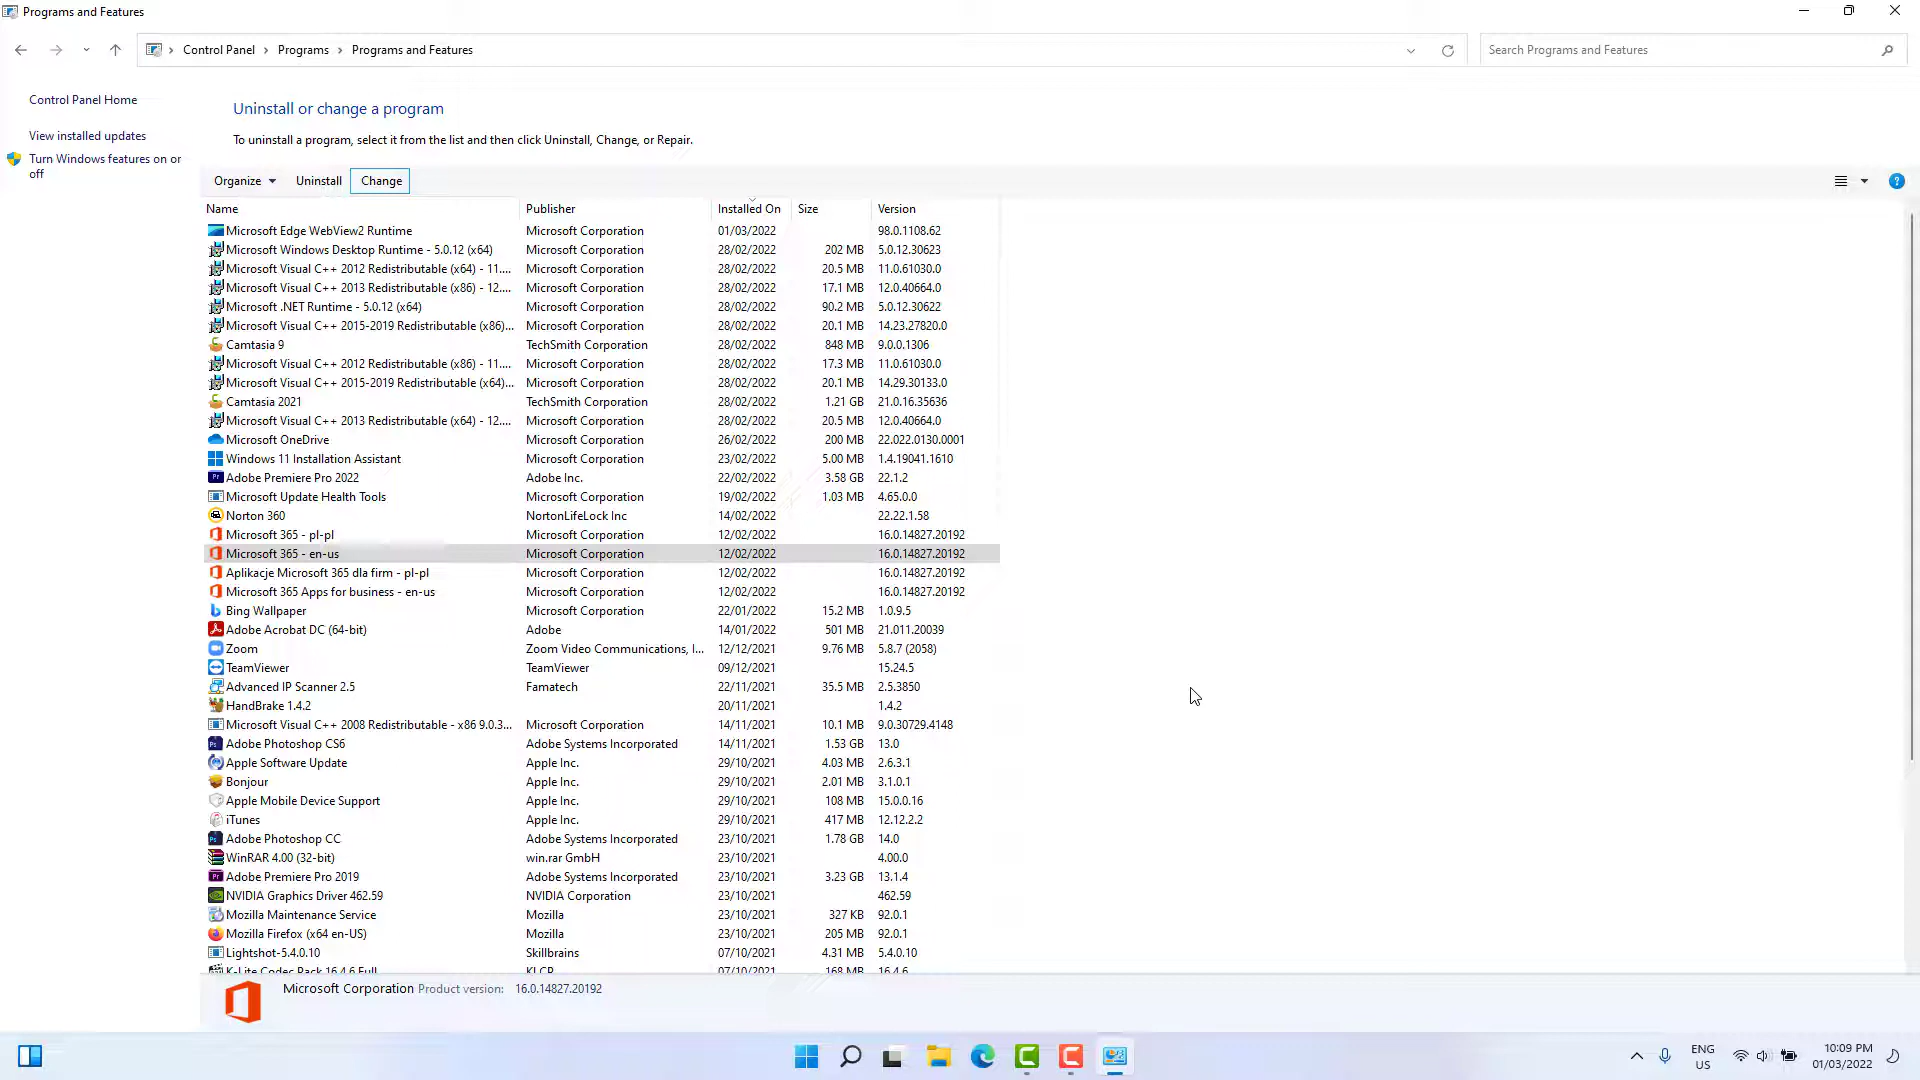 Programs and Features
Control Panel > Programs > Programs and Features
Search Programs and Features
Control Panel Home
View installed updates
Turn Windows features on or
off
Uninstall or change a program
To uninstall a program, select it from the list and then click Uninstall, Change, or Repair.
Organize Uninstall Change
Name Publisher Installed On Size Version
Microsoft Edge WebView2 Runtime Microsoft Corporation 01/03/2022 98.0.1108.62
Microsoft Windows Desktop Runtime - 5.0.12 (x64) Microsoft Corporation 28/02/2022 202 MB 5.0.12.30623
Microsoft Visual C++ 2012 Redistributable (x64) - 11.... Microsoft Corporation 28/02/2022 20.5 MB 11.0.61030.0
Microsoft Visual C++ 2013 Redistributable (x86) - 12.... Microsoft Corporation 28/02/2022 17.1 MB 12.0.40664.0
Microsoft .NET Runtime - 5.0.12 (x64) Microsoft Corporation 28/02/2022 90.2 MB 5.0.12.30622
Microsoft Visual C++ 2015-2019 Redistributable (x86)... Microsoft Corporation 28/02/2022 20.1 MB 14.23.27820.0
Camtasia 9 TechSmith Corporation 28/02/2022 848 MB 9.0.0.1306
Microsoft Visual C++ 2012 Redistributable (x86) - 11.... Microsoft Corporation 28/02/2022 17.3 MB 11.0.61030.0
Microsoft Visual C++ 2015-2019 Redistributable (x64)... Microsoft Corporation 28/02/2022 20.1 MB 14.29.30133.0
Camtasia 2021 TechSmith Corporation 28/02/2022 1.21 GB 21.0.16.35636
Microsoft Visual C++ 2013 Redistributable (x64) - 12.... Microsoft Corporation 28/02/2022 20.5 MB 12.0.40664.0
Microsoft OneDrive Microsoft Corporation 26/02/2022 200 MB 22.022.0130.0001
Windows 11 Installation Assistant Microsoft Corporation 23/02/2022 5.00 MB 1.4.19041.1610
Adobe Premiere Pro 2022 Adobe Inc. 22/02/2022 3.58 GB 22.1.2
Microsoft Update Health Tools Microsoft Corporation 19/02/2022 1.03 MB 4.65.0.0
Norton 360 NortonLifeLock Inc 14/02/2022 22.22.1.58
Microsoft 365 - pl-pl Microsoft Corporation 12/02/2022 16.0.14827.20192
Microsoft 365 - en-us Microsoft Corporation 12/02/2022 16.0.14827.20192
Aplikacje Microsoft 365 dla firm - pl-pl Microsoft Corporation 12/02/2022 16.0.14827.20192
Microsoft 365 Apps for business - en-us Microsoft Corporation 12/02/2022 16.0.14827.20192
Bing Wallpaper Microsoft Corporation 22/01/2022 15.2 MB 1.0.9.5
Adobe Acrobat DC (64-bit) Adobe 14/01/2022 501 MB 21.011.20039
Zoom Zoom Video Communications, I... 12/12/2021 9.76 MB 5.8.7 (2058)
TeamViewer TeamViewer 09/12/2021 15.24.5
Advanced IP Scanner 2.5 Famatech 22/11/2021 35.5 MB 2.5.3850
HandBrake 1.4.2 20/11/2021 1.4.2
Microsoft Visual C++ 2008 Redistributable - x86 9.0.3... Microsoft Corporation 14/11/2021 10.1 MB 9.0.30729.4148
Adobe Photoshop CS6 Adobe Systems Incorporated 14/11/2021 1.53 GB 13.0
Apple Software Update Apple Inc. 29/10/2021 4.03 MB 2.6.3.1
Bonjour Apple Inc. 29/10/2021 2.01 MB 3.1.0.1
Apple Mobile Device Support Apple Inc. 29/10/2021 108 MB 15.0.0.16
iTunes Apple Inc. 29/10/2021 417 MB 12.12.2.2
Adobe Photoshop CC Adobe Systems Incorporated 23/10/2021 1.78 GB 14.0
WinRAR 4.00 (32-bit) win.rar GmbH 23/10/2021 4.00.0
Adobe Premiere Pro 2019 Adobe Systems Incorporated 23/10/2021 3.23 GB 13.1.4
NVIDIA Graphics Driver 462.59 NVIDIA Corporation 23/10/2021 462.59
Mozilla Maintenance Service Mozilla 23/10/2021 327 KB 92.0.1
Mozilla Firefox (x64 en-US) Mozilla 23/10/2021 205 MB 92.0.1
Lightshot-5.4.0.10 Skillbrains 07/10/2021 4.31 MB 5.4.0.10
K-Lite Codec Pack 16.4.6 Full KLCP 07/10/2021 168 MB 16.4.6
Microsoft Corporation Product version: 16.0.14827.20192
ENG
US
10:09 PM
01/03/2022